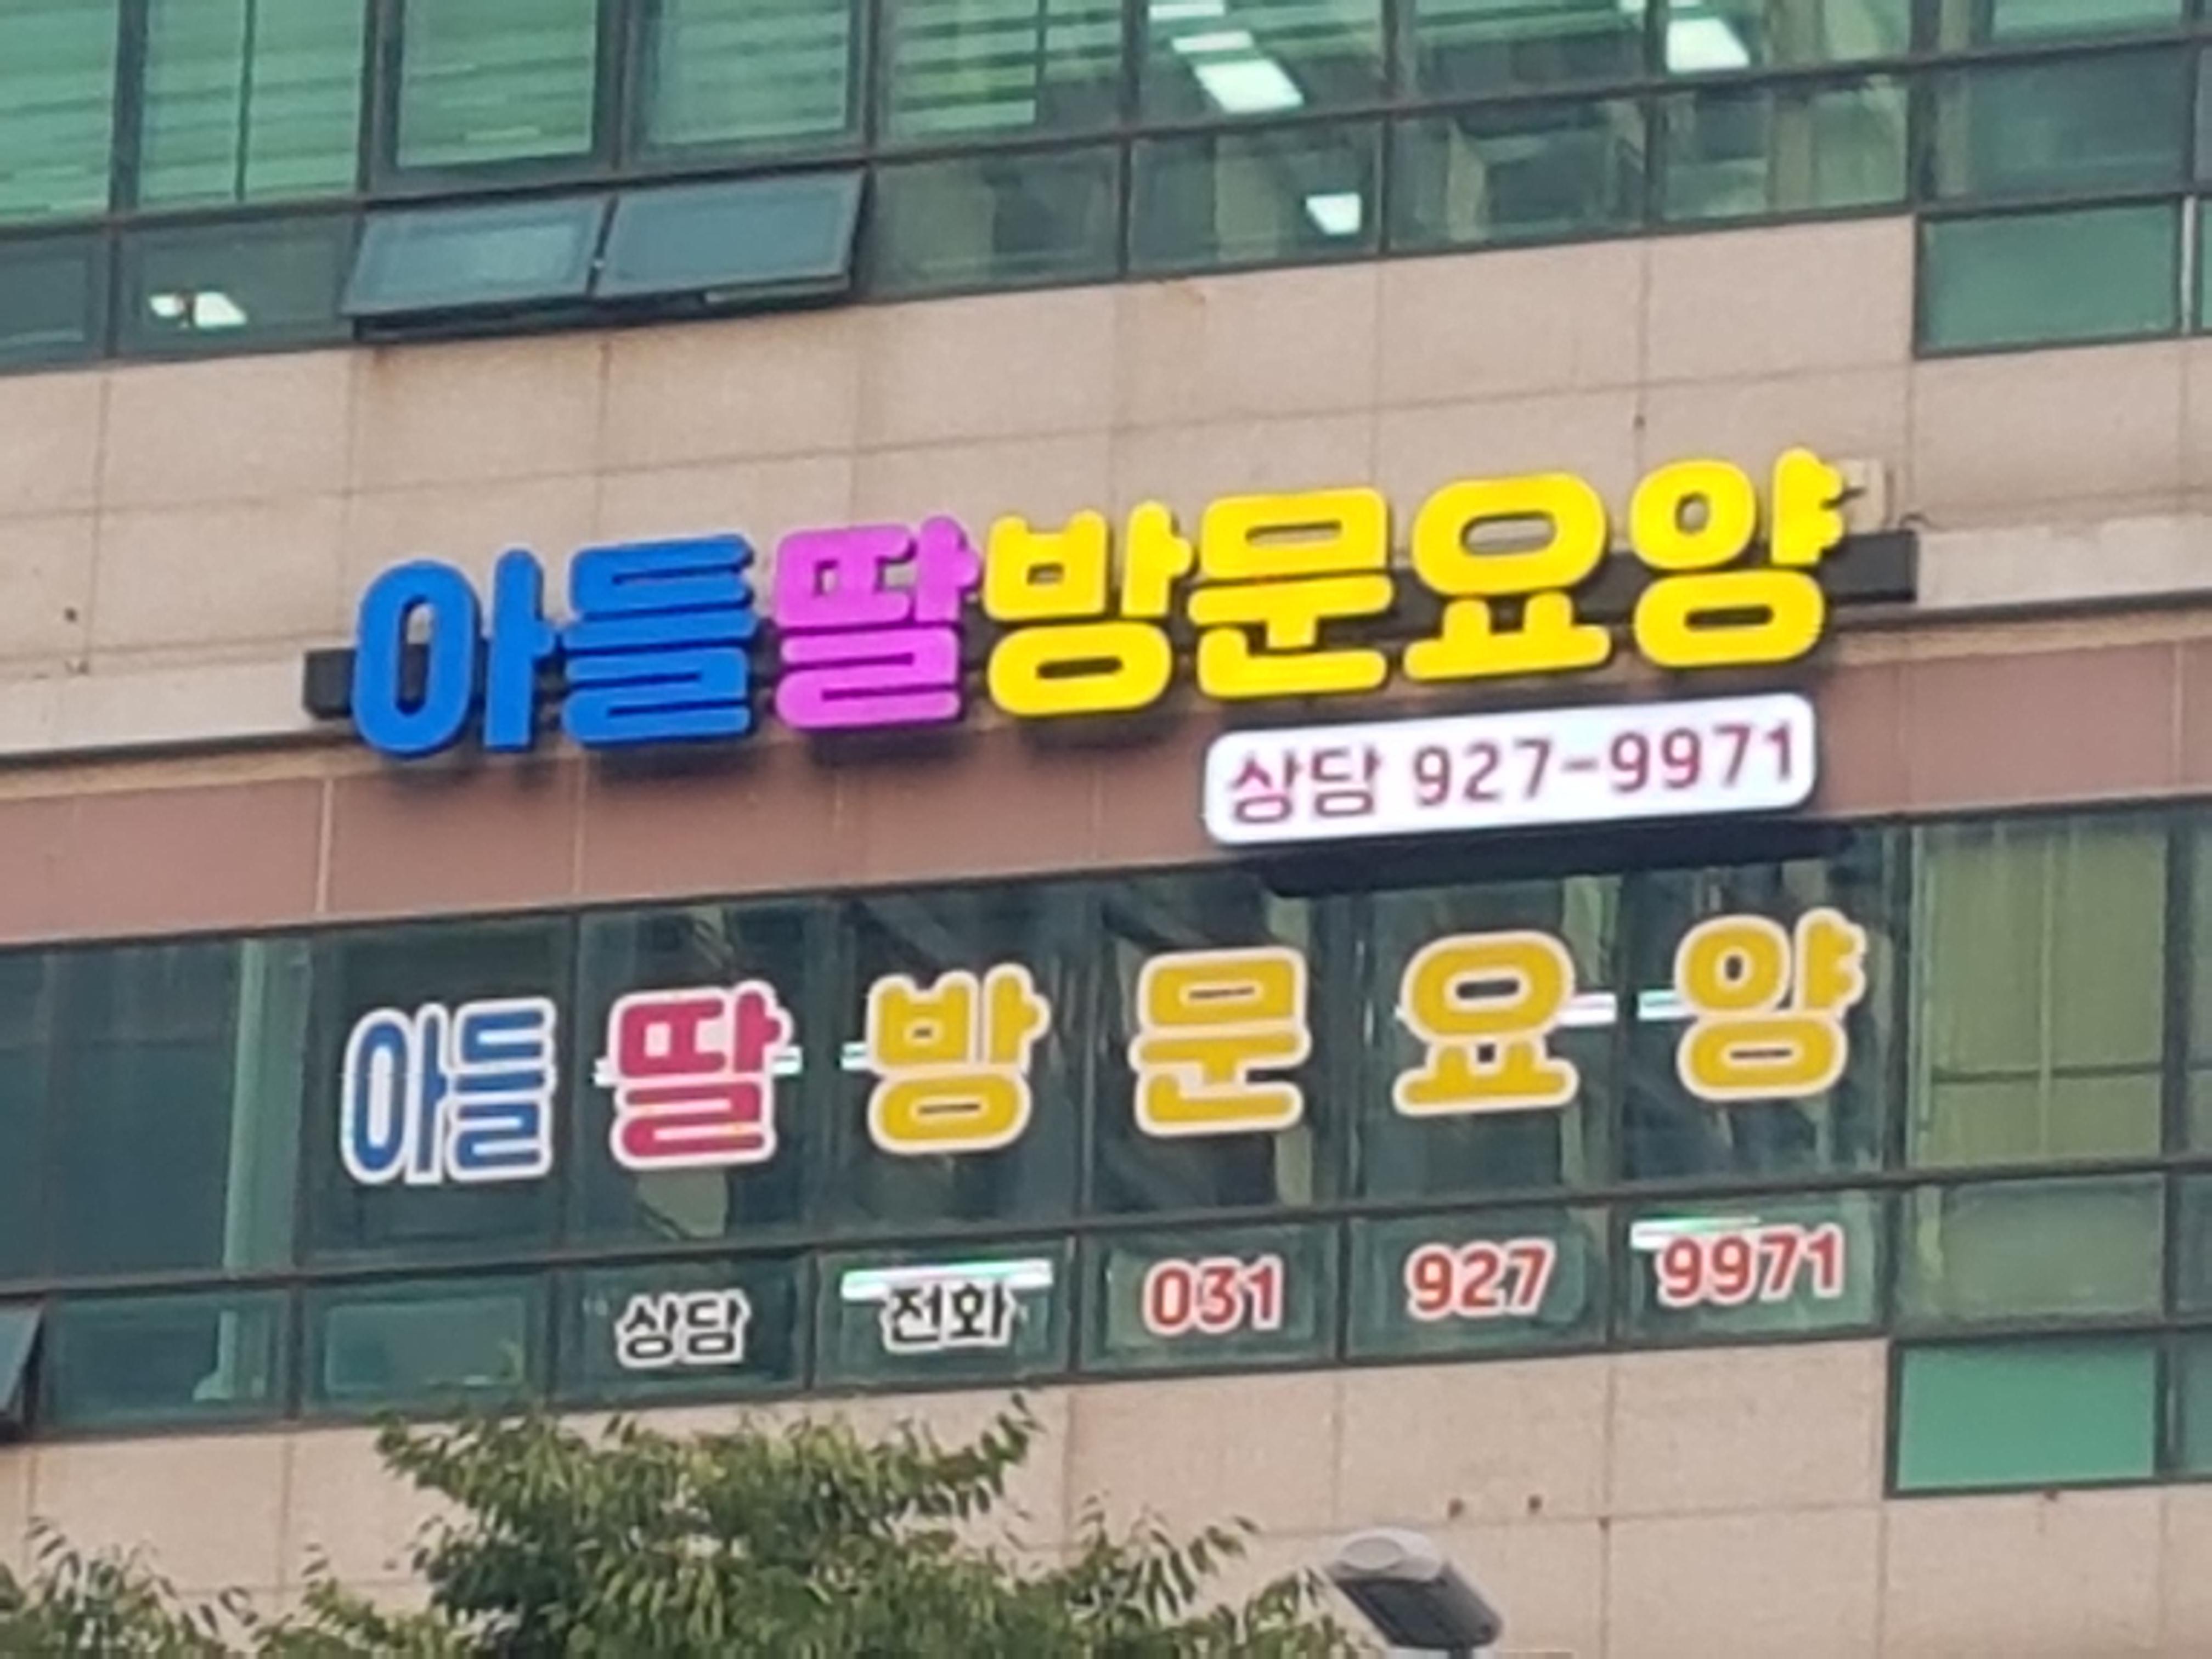 아들딸방문요양
상담 927-9971
아들 딸 방 문 요 양
상담 전화 031 927 9971